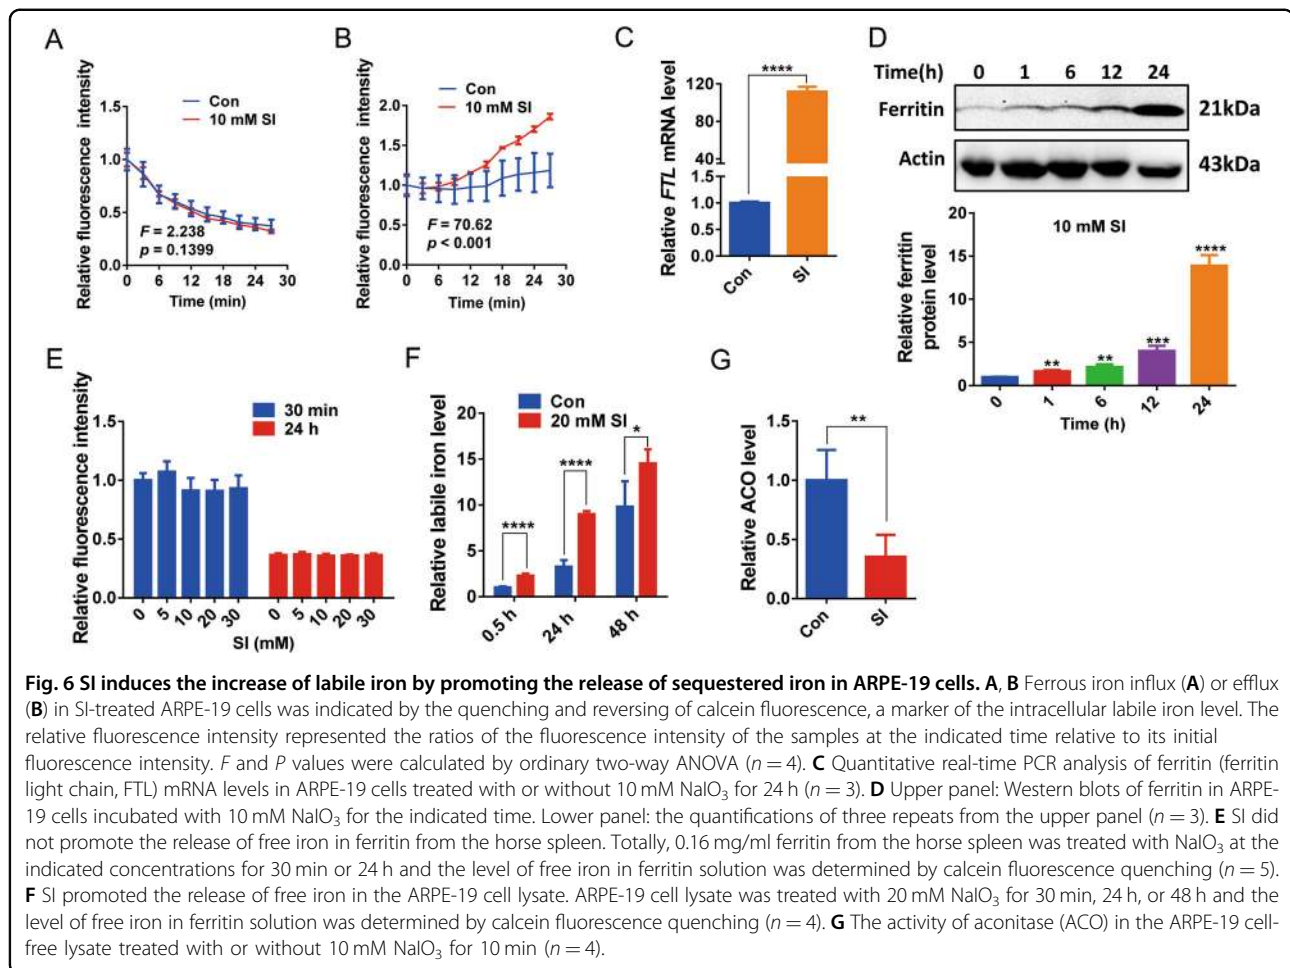 A
Relative fluorescence intensity
1.5
1.0
0.5
0.0
Con
10 mM SI
F = 2.238
p = 0.1399
0 6 12 18 24 30
Time (min)
B
Relative fluorescence intensity
2.5
2.0
1.5
1.0
0.5
0.0
Con
10 mM SI
F = 70.62
p < 0.001
0 6 12 18 24 30
Time (min)
C
Relative FTL mRNA level
120
80
40
1.0
0.5
0.0
****
Con SI
D
Time(h) 0 1 6 12 24
Ferritin 21kDa
Actin 43kDa
10 mM SI
Relative ferritin
protein level
20
15
10
5
0
** ** *** ****
0 1 6 12 24
Time (h)
E
Relative fluorescence intensity
1.5
1.0
0.5
0.0
30 min
24 h
0 5 10 20 30 0 5 10 20 30
SI (mM)
F
Relative labile iron level
20
15
10
5
0
Con
20 mM SI
**** **** *
0.5 h 24 h 48 h
G
Relative ACO level
1.5
1.0
0.5
0.0
**
Con SI
Fig. 6 SI induces the increase of labile iron by promoting the release of sequestered iron in ARPE-19 cells. A, B Ferrous iron influx (A) or efflux
(B) in SI-treated ARPE-19 cells was indicated by the quenching and reversing of calcein fluorescence, a marker of the intracellular labile iron level. The
relative fluorescence intensity represented the ratios of the fluorescence intensity of the samples at the indicated time relative to its initial
fluorescence intensity. F and P values were calculated by ordinary two-way ANOVA (n = 4). C Quantitative real-time PCR analysis of ferritin (ferritin
light chain, FTL) mRNA levels in ARPE-19 cells treated with or without 10 mM NaIO₃ for 24 h (n = 3). D Upper panel: Western blots of ferritin in ARPE-
19 cells incubated with 10 mM NaIO₃ for the indicated time. Lower panel: the quantifications of three repeats from the upper panel (n = 3). E SI did
not promote the release of free iron in ferritin from the horse spleen. Totally, 0.16 mg/ml ferritin from the horse spleen was treated with NaIO₃ at the
indicated concentrations for 30 min or 24 h and the level of free iron in ferritin solution was determined by calcein fluorescence quenching (n = 5).
F SI promoted the release of free iron in the ARPE-19 cell lysate. ARPE-19 cell lysate was treated with 20 mM NaIO₃ for 30 min, 24 h, or 48 h and the
level of free iron in ferritin solution was determined by calcein fluorescence quenching (n = 4). G The activity of aconitase (ACO) in the ARPE-19 cell-
free lysate treated with or without 10 mM NaIO₃ for 10 min (n = 4).